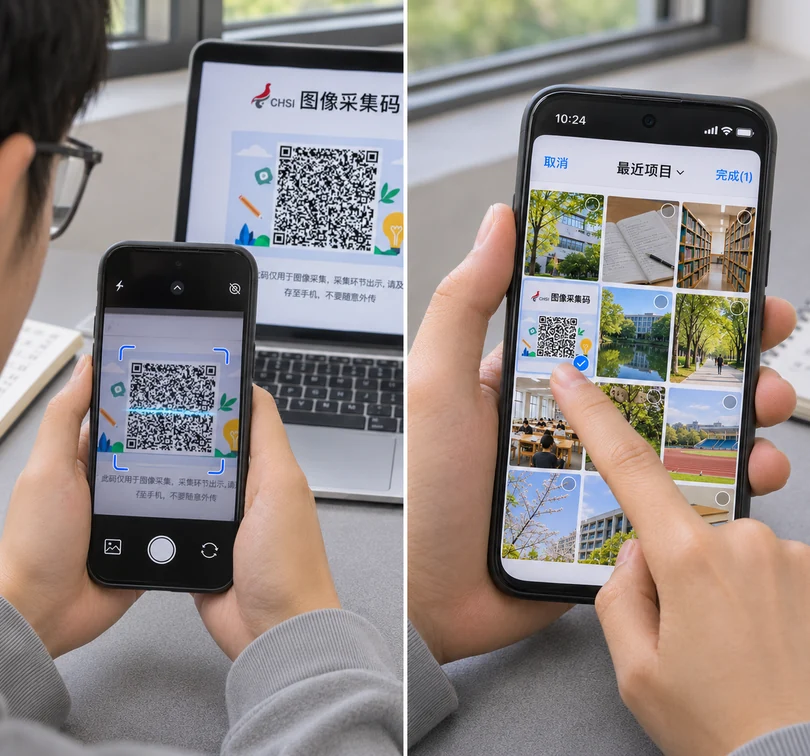 CHSI 图像采集码
此码仅用于图像采集，采集环节出示，请及
存至手机、不要随意外传
此码仅用于图像采集、采集环节出示,请
存至手机、不要随意外传
10:24
取消
最近项目
完成(1)
CHSI 图像采集码